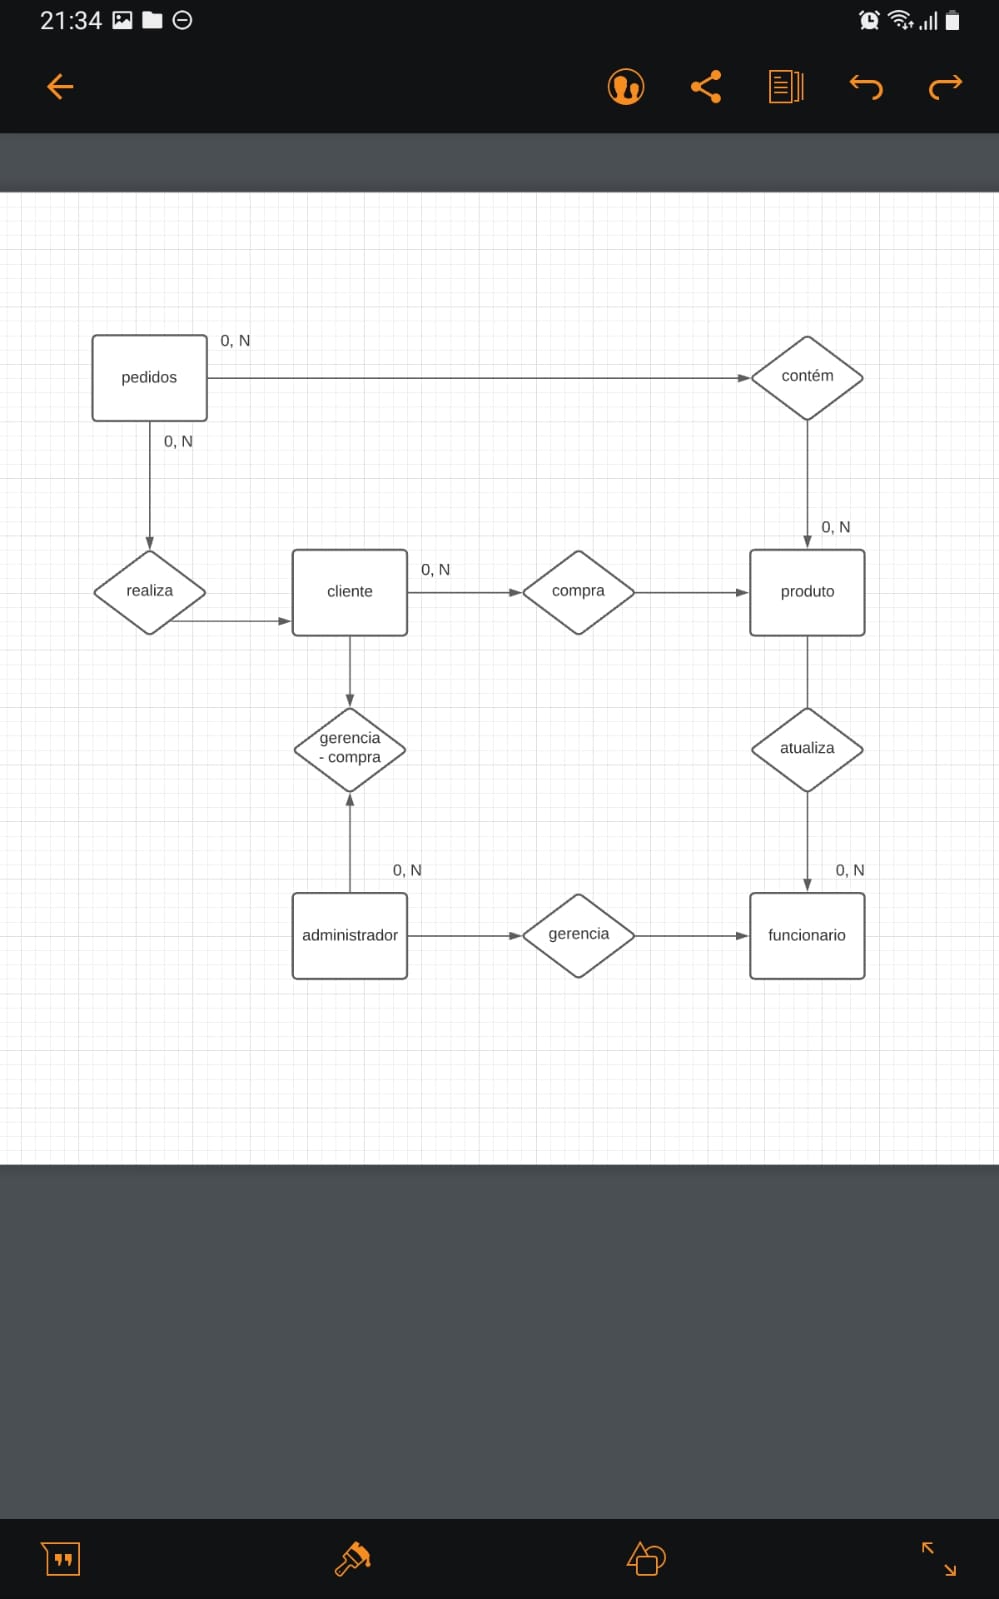 21:34
0, N
pedidos
contém
0, N
0, N
0, N
realiza
cliente
compra
produto
gerencia
- compra
atualiza
0, N
0, N
administrador
gerencia
funcionario